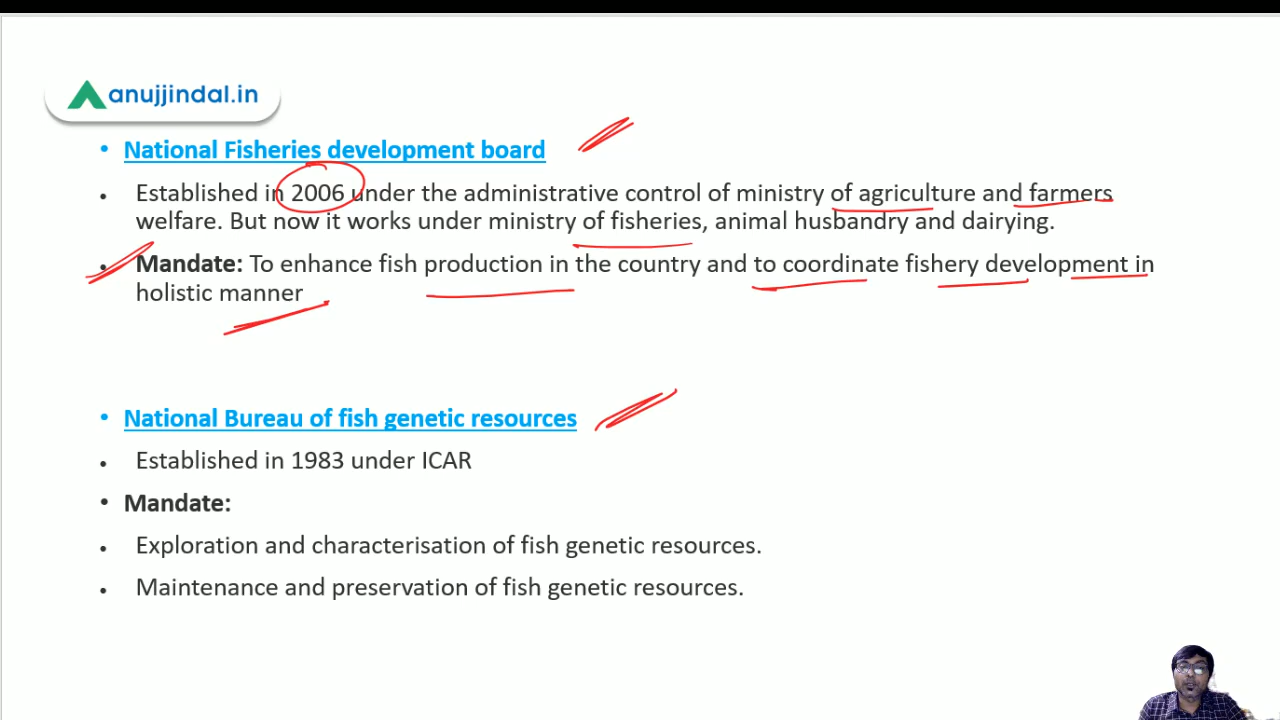 anujjindal.in
• National Fisheries development board
• Established in 2006 under the administrative control of ministry of agriculture and farmers
welfare. But now it works under ministry of fisheries, animal husbandry and dairying.
• Mandate: To enhance fish production in the country and to coordinate fishery development in
holistic manner
• National Bureau of fish genetic resources
• Established in 1983 under ICAR
• Mandate:
• Exploration and characterisation of fish genetic resources.
• Maintenance and preservation of fish genetic resources.